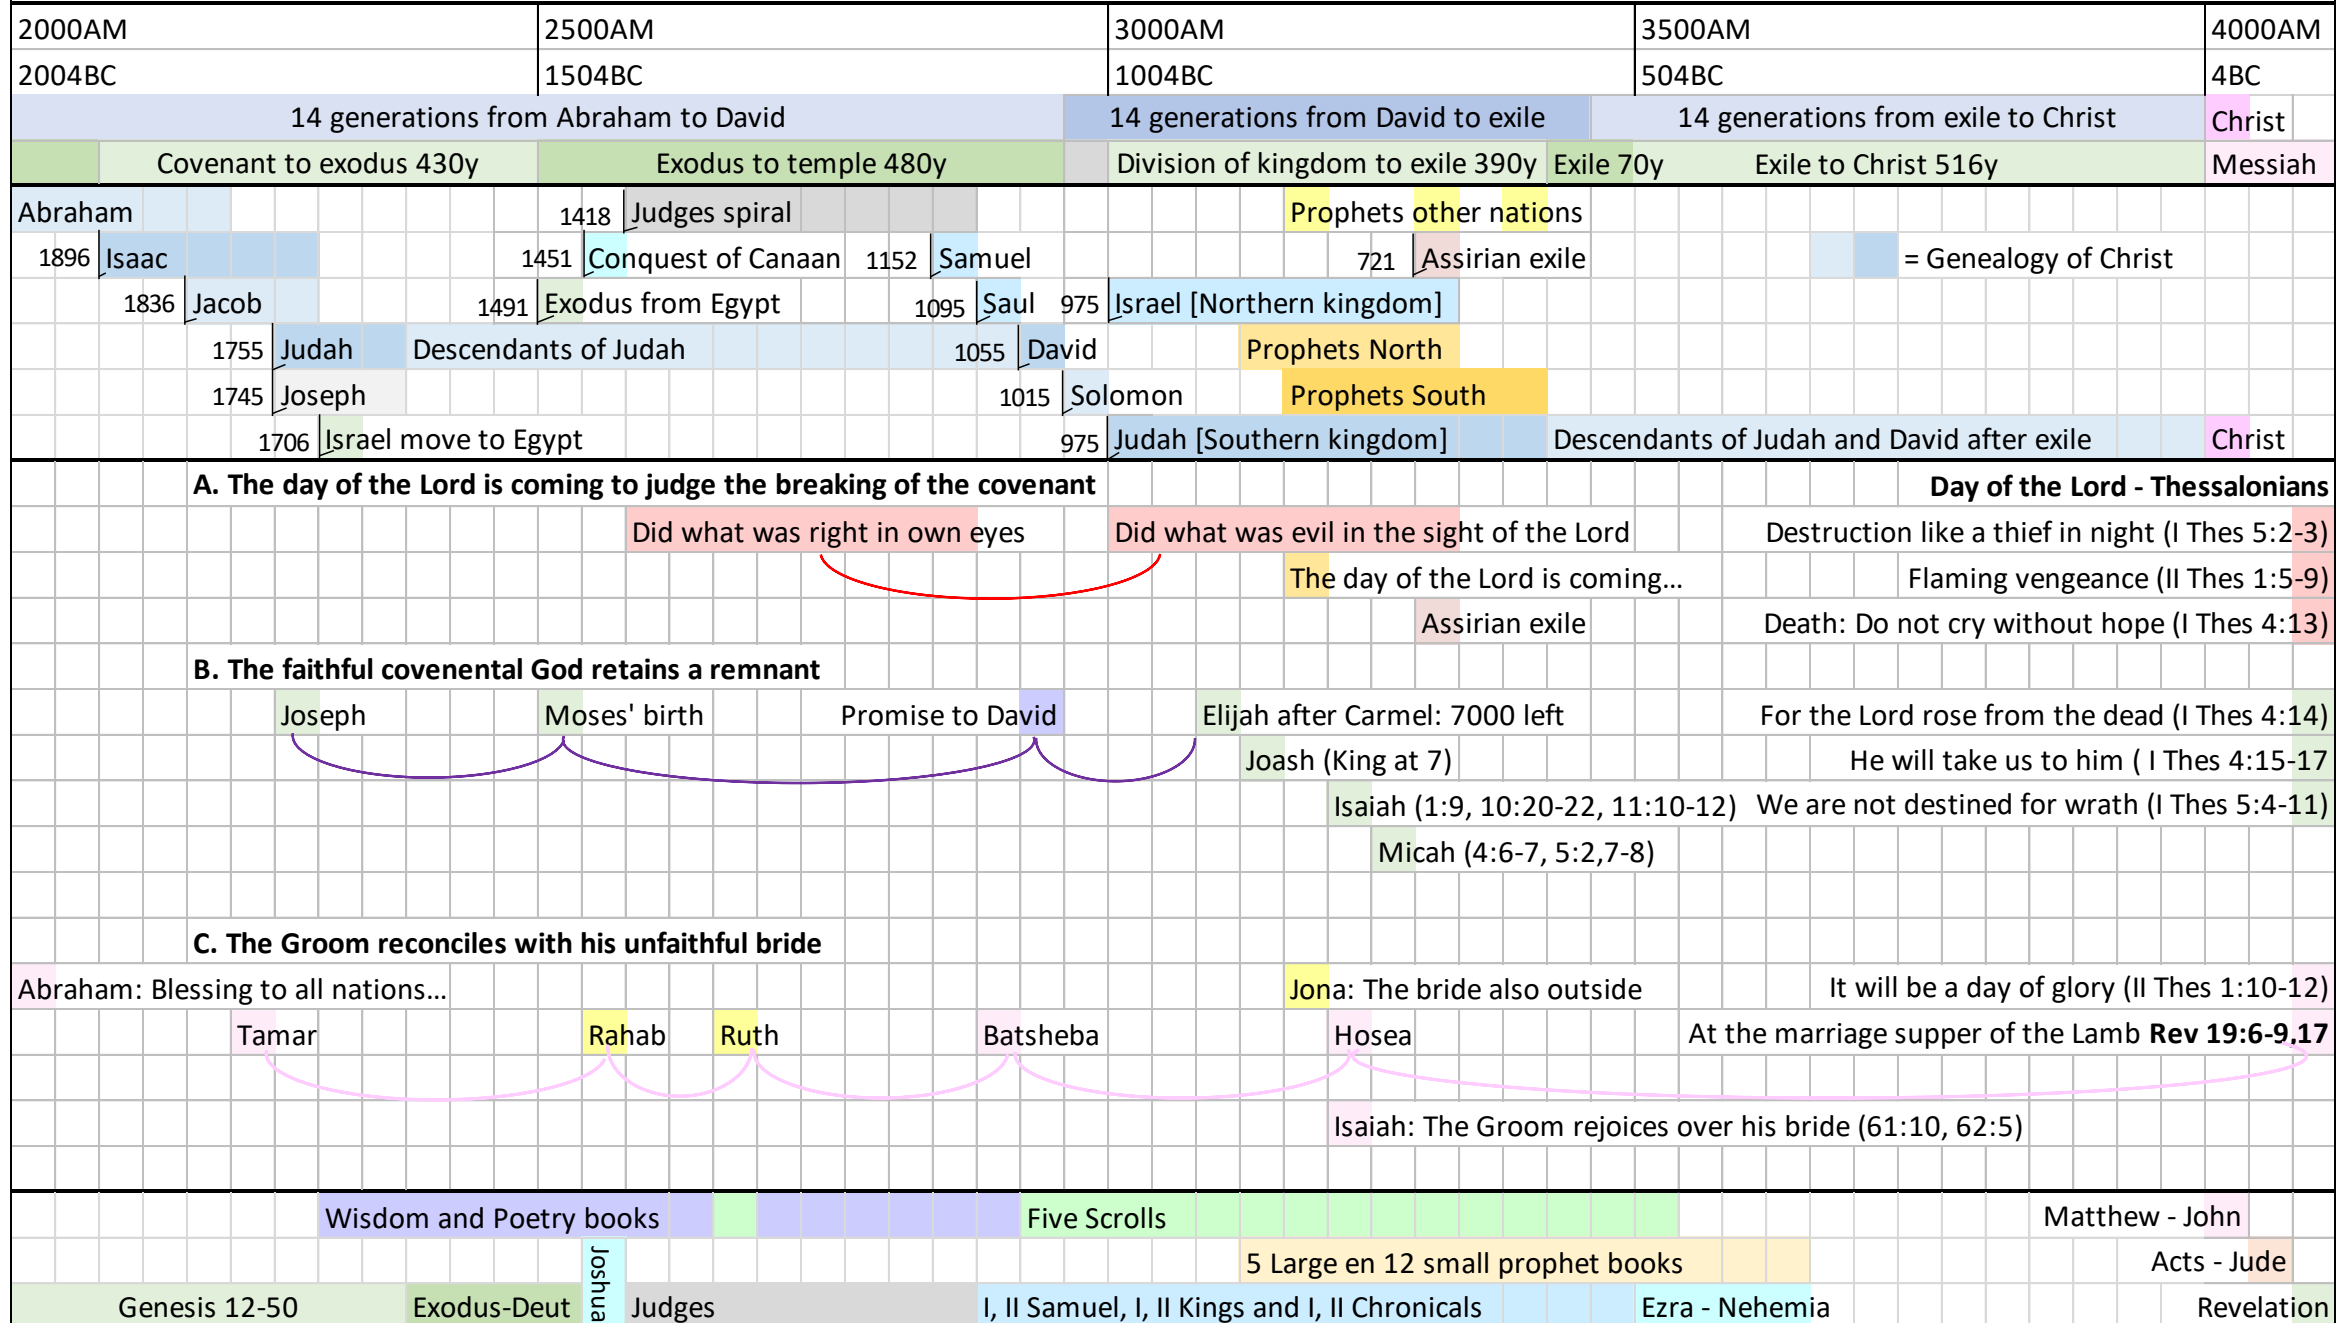 2000AM 2500AM 3000AM 3500AM 4000AM
2004BC 1504BC 1004BC 504BC 4BC
14 generations from Abraham to David 14 generations from David to exile 14 generations from exile to Christ Christ
Covenant to exodus 430y Exodus to temple 480y Division of kingdom to exile 390y Exile 70y Exile to Christ 516y Messiah
Abraham 1418 Judges spiral Prophets other nations
1896 Isaac 1451 Conquest of Canaan 1152 Samuel 721 Assirian exile = Genealogy of Christ
1836 Jacob 1491 Exodus from Egypt 1095 Saul 975 Israel [Northern kingdom]
1755 Judah Descendants of Judah 1055 David Prophets North
1745 Joseph 1015 Solomon Prophets South
1706 Israel move to Egypt 975 Judah [Southern kingdom] Descendants of Judah and David after exile Christ
A. The day of the Lord is coming to judge the breaking of the covenant Day of the Lord - Thessalonians
Did what was right in own eyes Did what was evil in the sight of the Lord Destruction like a thief in night (I Thes 5:2-3)
The day of the Lord is coming... Flaming vengeance (II Thes 1:5-9)
Assirian exile Death: Do not cry without hope (I Thes 4:13)
B. The faithful covenental God retains a remnant
Joseph Moses' birth Promise to David Elijah after Carmel: 7000 left For the Lord rose from the dead (I Thes 4:14)
Joash (King at 7) He will take us to him ( I Thes 4:15-17
Isaiah (1:9, 10:20-22, 11:10-12) We are not destined for wrath (I Thes 5:4-11)
Micah (4:6-7, 5:2,7-8)
C. The Groom reconciles with his unfaithful bride
Abraham: Blessing to all nations... Jona: The bride also outside It will be a day of glory (II Thes 1:10-12)
Tamar Rahab Ruth Batsheba Hosea At the marriage supper of the Lamb Rev 19:6-9,17
Isaiah: The Groom rejoices over his bride (61:10, 62:5)
Wisdom and Poetry books Five Scrolls Matthew - John
Joshua 5 Large en 12 small prophet books Acts - Jude
Genesis 12-50 Exodus-Deut Judges I, II Samuel, I, II Kings and I, II Chronicals Ezra - Nehemia Revelation